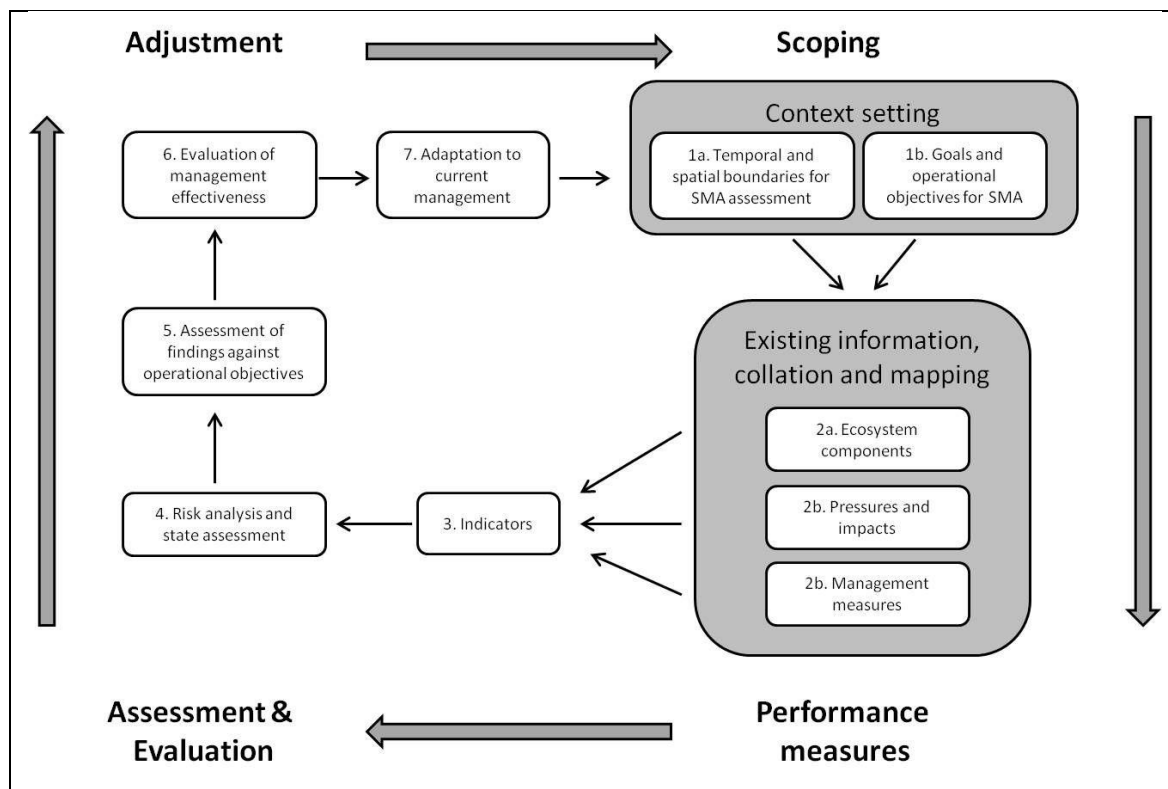 Adjustment
Scoping
Context setting
1a. Temporal and
spatial boundaries for
SMA assessment
1b. Goals and
operational
objectives for SMA
6. Evaluation of
management
effectiveness
7. Adaptation to
current
management
5. Assessment of
findings against
operational objectives
Existing information,
collation and mapping
2a. Ecosystem
components
2b. Pressures and
impacts
2b. Management
measures
3. Indicators
4. Risk analysis and
state assessment
Assessment &
Evaluation
Performance
measures